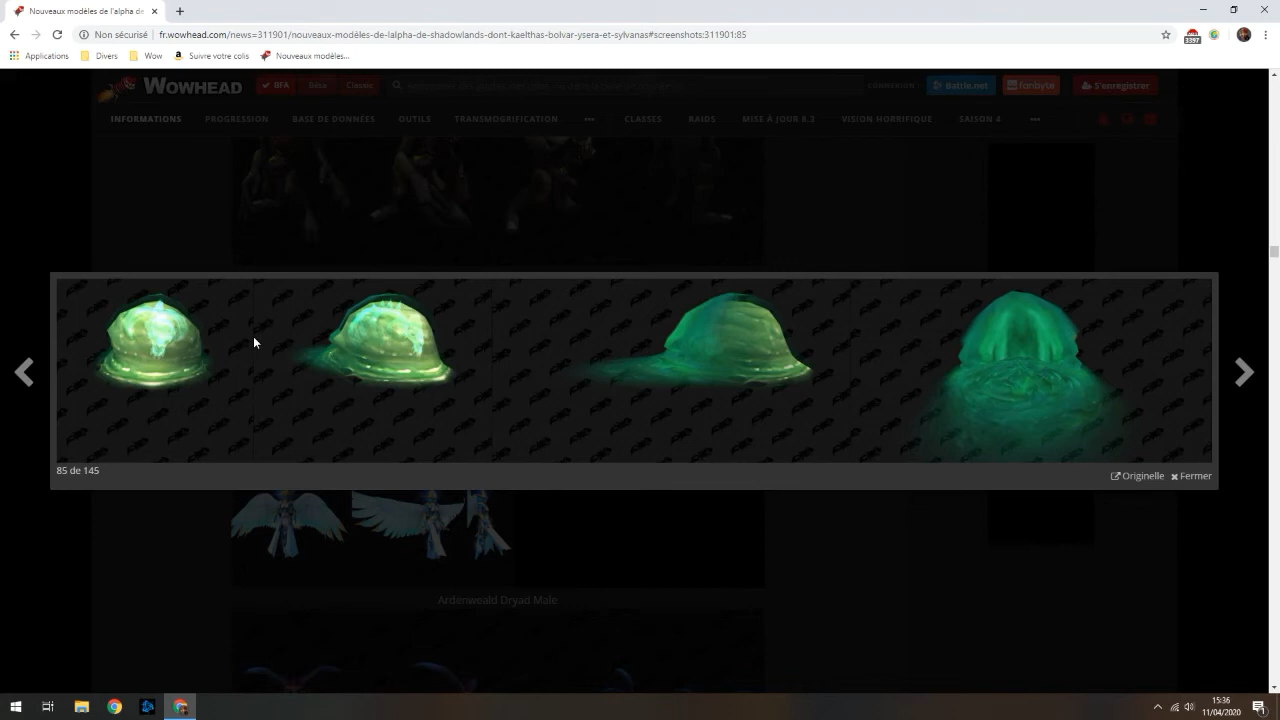 Nouveaux modèles de l'alpha de
Non sécurisé
fr.wowhead.com/news=311901/nouveaux-modèles-de-lalpha-de-shadowlands-dont-kaelthas-bolvar-ysera-et-sylvanas#screenshots:311901:85
3297
Applications
Divers
Wow
Suivre votre colis
Nouveaux modèles...
WOWHEAD
BFA
Classic
CONNEXION
Battle.net
fanbyte
S'enregistrer
INFORMATIONS
PROGRESSION
BASE DE DONNÉES
OUTILS
TRANSMOGRIFICATION
CLASSES
RAIDS
MISE À JOUR 8.3
VISION HORRIFIQUE
SAISON 4
85 de 145
Originelle
Fermer
Ardenweald Dryad Male
15:36
11/04/2020